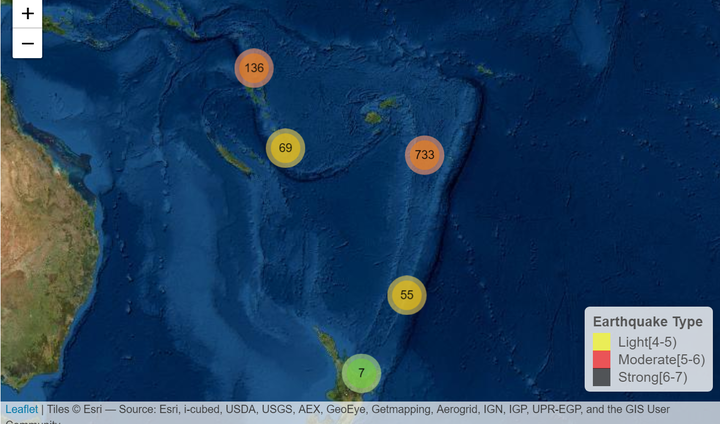 +
−
136
69
733
55
7
Earthquake Type
Light[4-5)
Moderate[5-6)
Strong[6-7)
Leaflet | Tiles © Esri — Source: Esri, i-cubed, USDA, USGS, AEX, GeoEye, Getmapping, Aerogrid, IGN, IGP, UPR-EGP, and the GIS User
Community